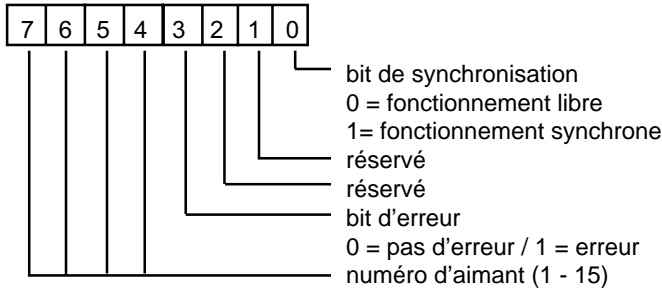 7 6 5 4 3 2 1 0
bit de synchronisation
0 = fonctionnement libre
1= fonctionnement synchrone
réservé
réservé
bit d'erreur
0 = pas d'erreur / 1 = erreur
numéro d'aimant (1 - 15)